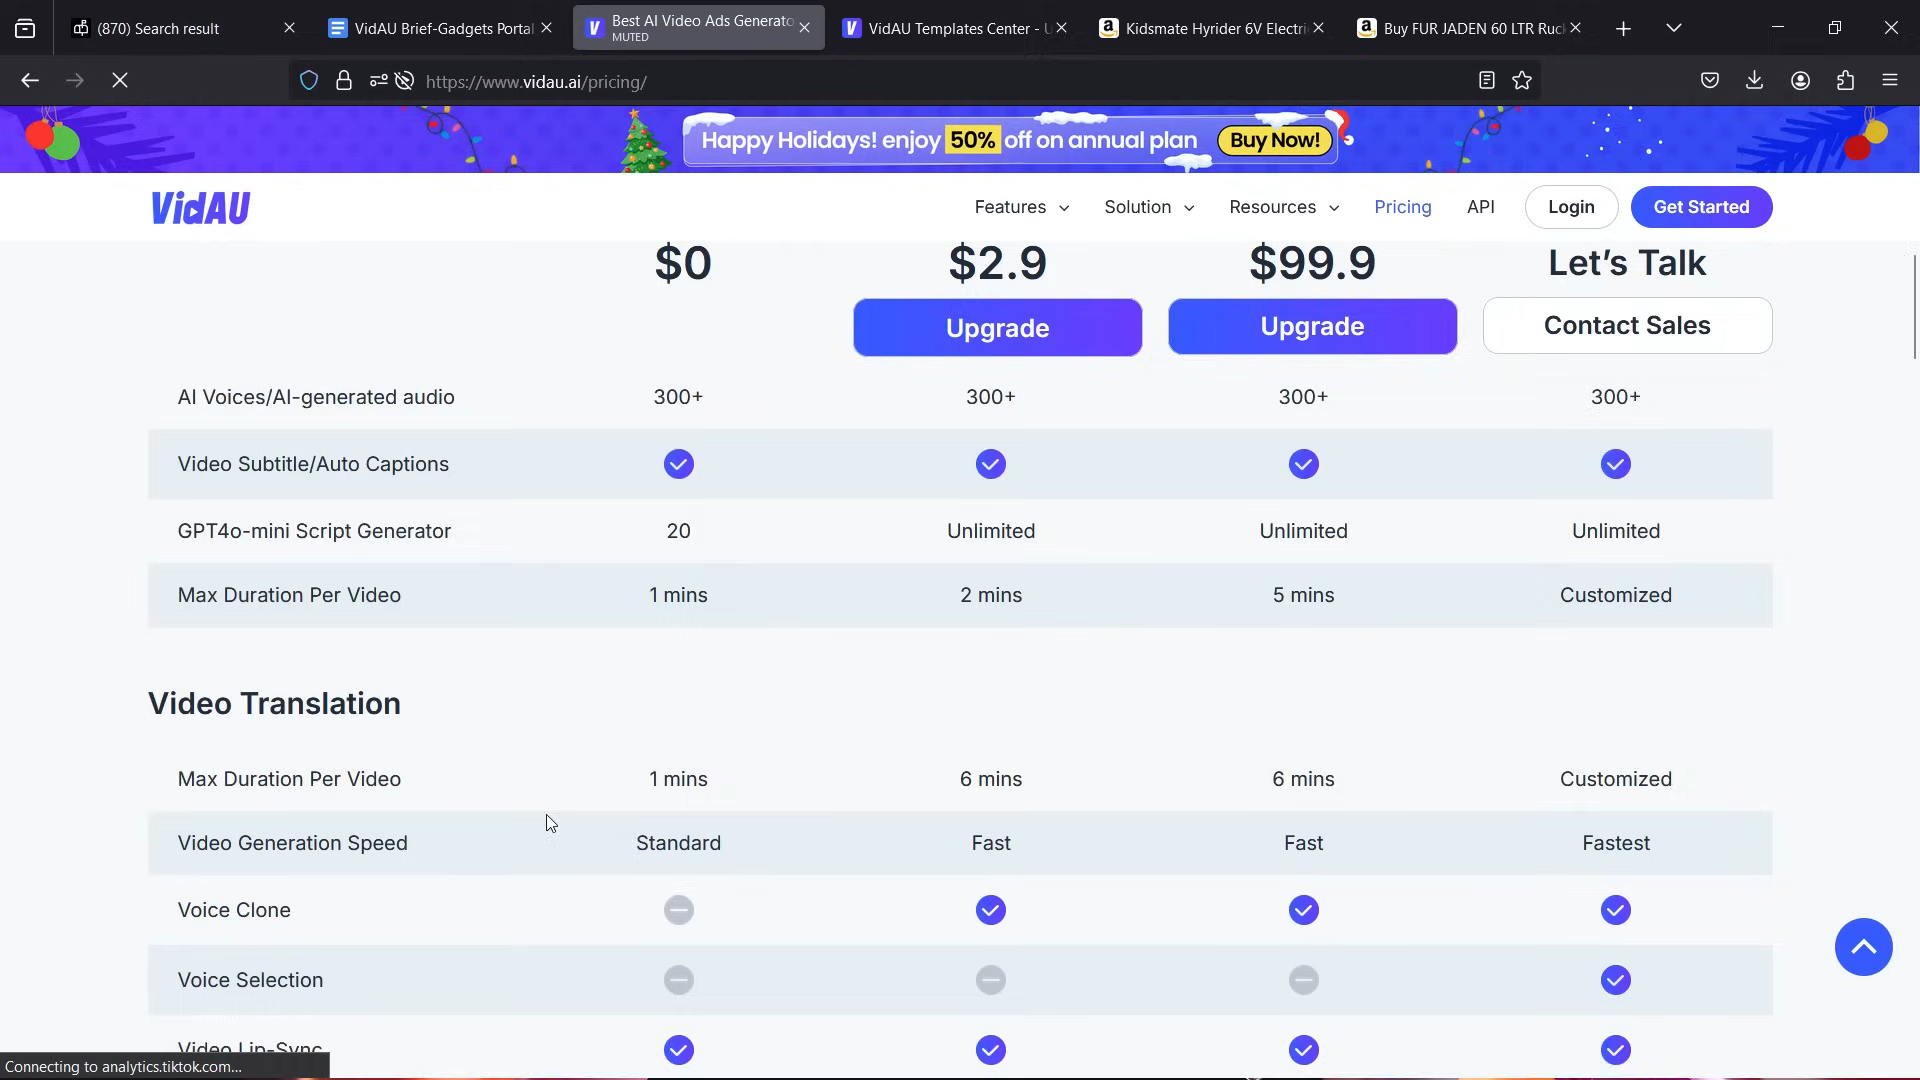 (870) Search result
VidAU Brief-Gadgets Portal
Best AI Video Ads Generato
MUTED
VidAU Templates Center - U
Kidsmate Hyrider 6V Electri
Buy FUR JADEN 60 LTR Ruck
https://www.vidau.ai/pricing/
Happy Holidays! enjoy 50% off on annual plan Buy Now!
VidAU
Features Solution Resources Pricing API Login Get Started
$0 $2.9 $99.9 Let’s Talk
Upgrade Upgrade Contact Sales
AI Voices/AI-generated audio 300+ 300+ 300+ 300+
Video Subtitle/Auto Captions
GPT4o-mini Script Generator 20 Unlimited Unlimited Unlimited
Max Duration Per Video 1 mins 2 mins 5 mins Customized
Video Translation
Max Duration Per Video 1 mins 6 mins 6 mins Customized
Video Generation Speed Standard Fast Fast Fastest
Voice Clone
Voice Selection
Video Lip-Sync
Connecting to analytics.tiktok.com...